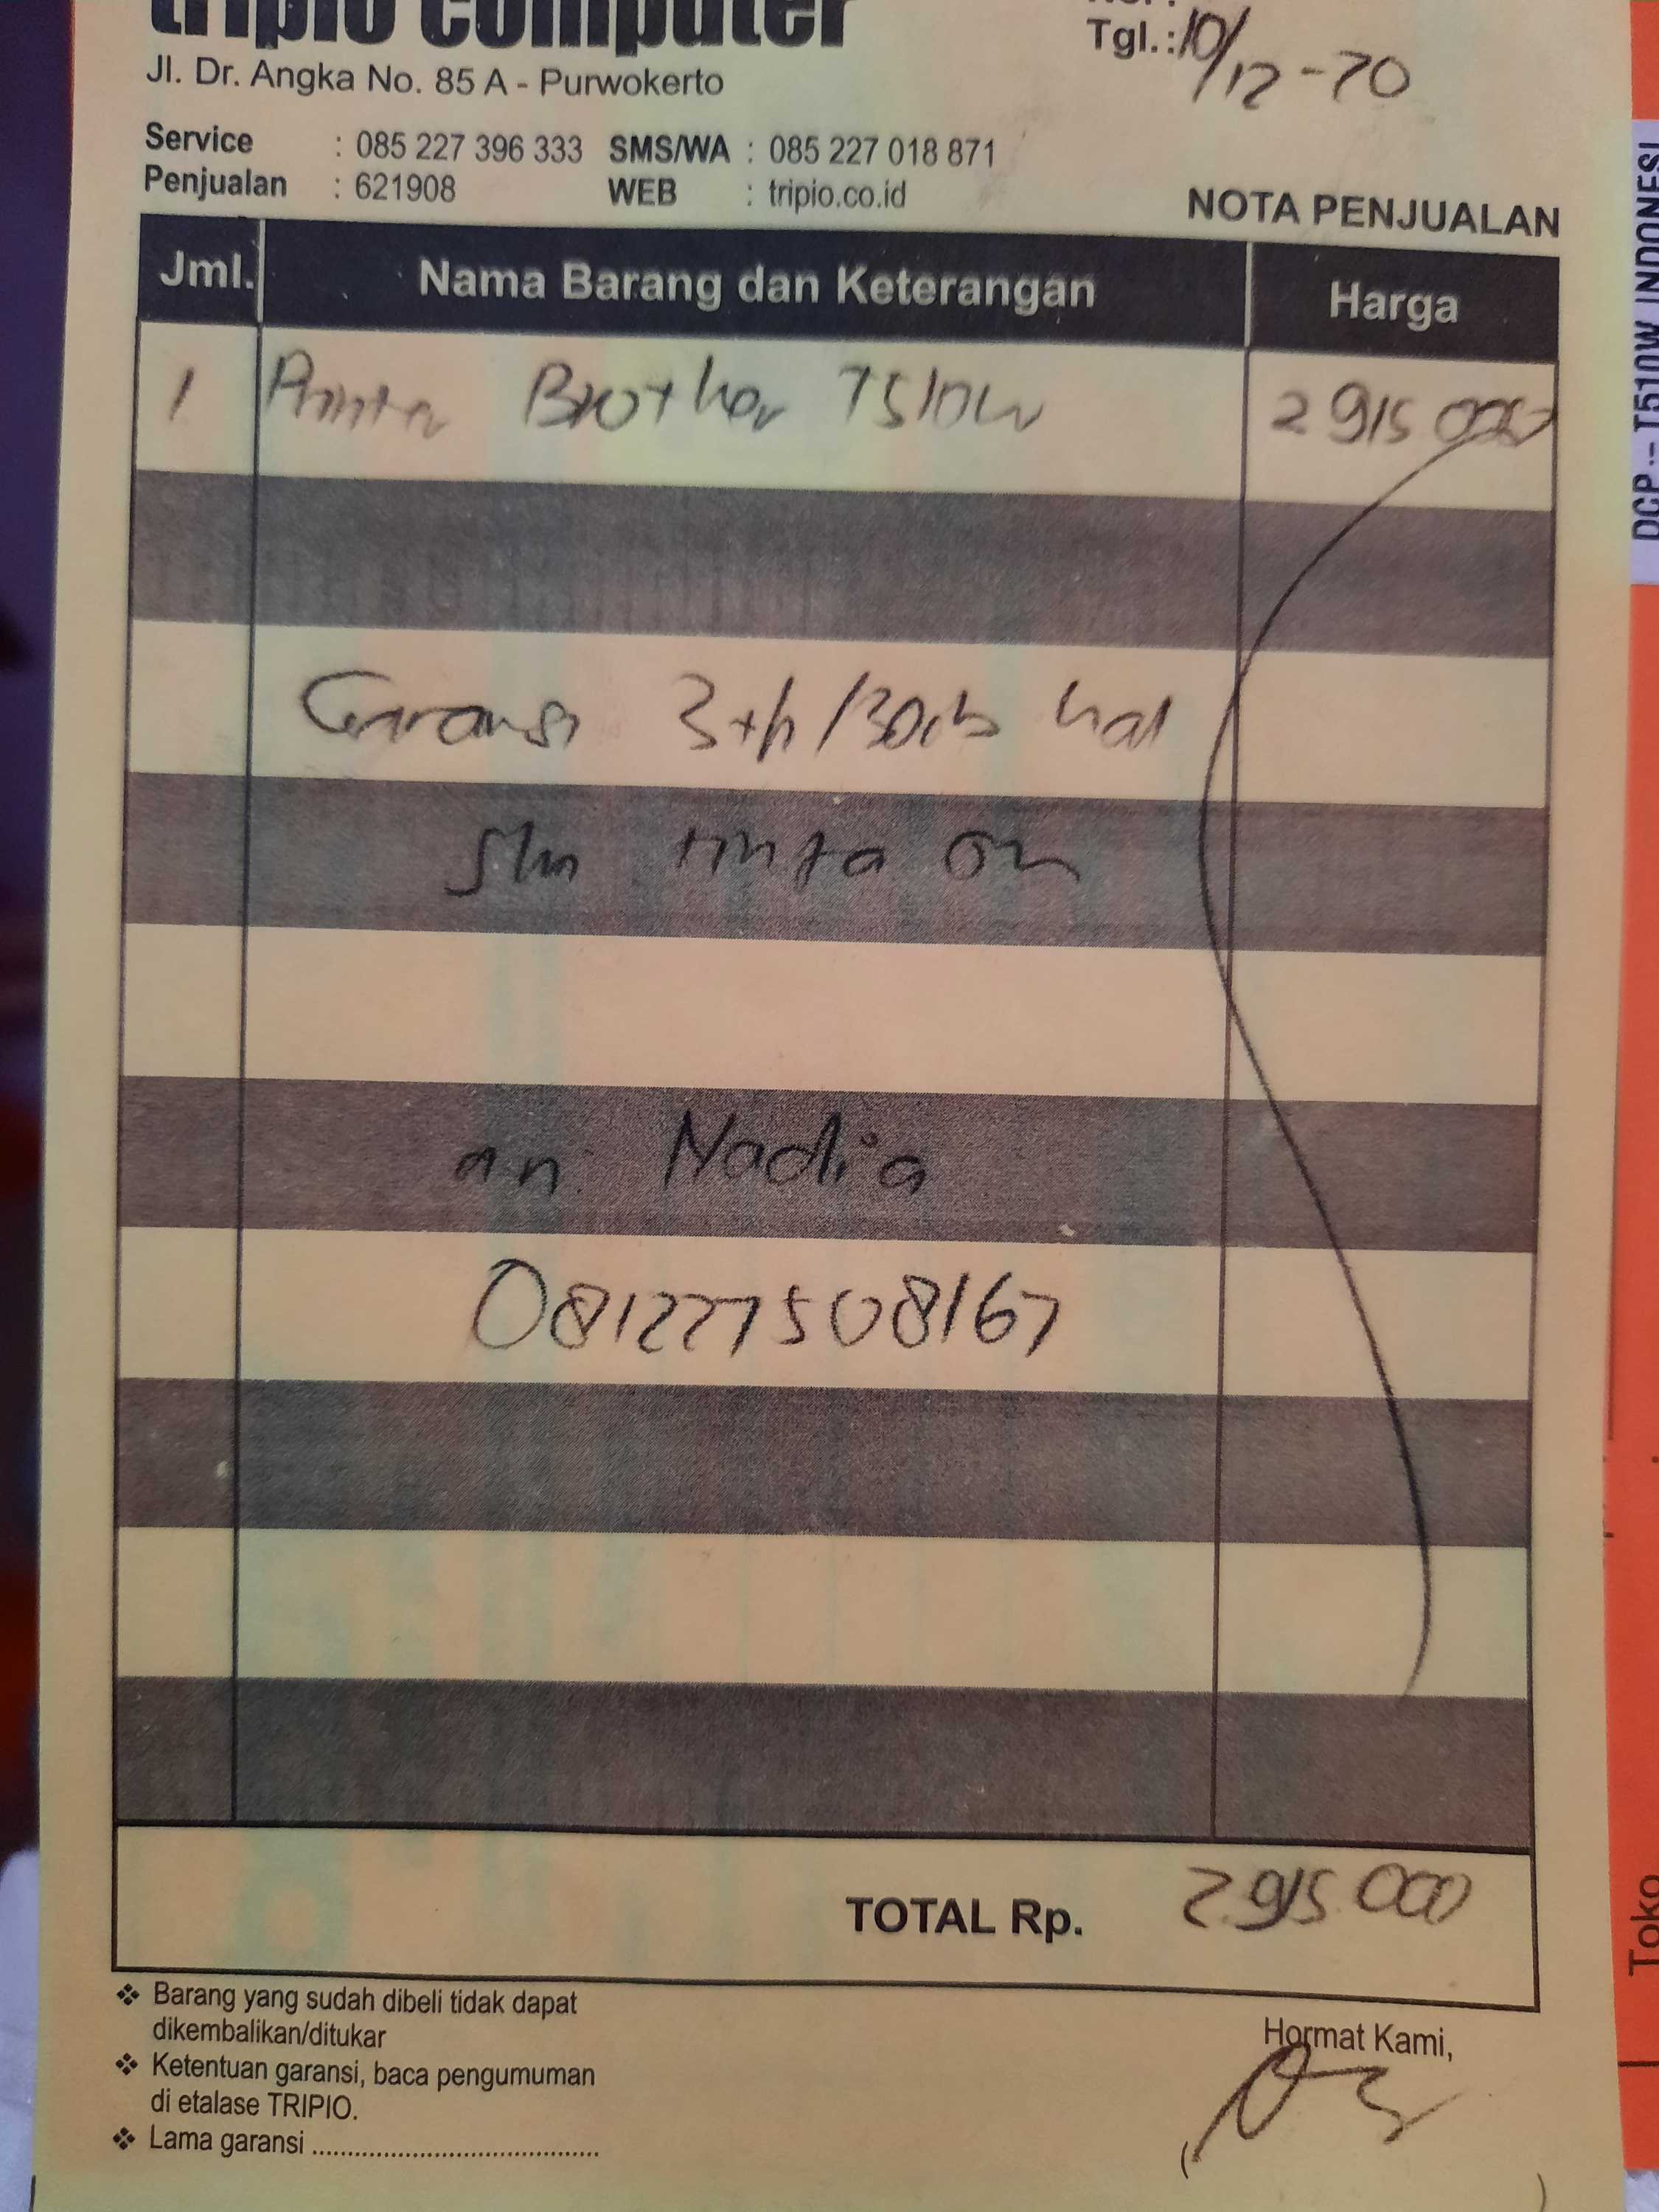 tripio computer
Tgl.: 10/12-20
Jl. Dr. Angka No. 85 A - Purwokerto
Service : 085 227 396 333 SMS/WA : 085 227 018 871
Penjualan : 621908 WEB : tripio.co.id
NOTA PENJUALAN
Jml. Nama Barang dan Keterangan Harga
1 Printer Brother T510W 2915000
Garansi 3th/30rb hal
slm tinta ori
an. Nadia
081227508167
TOTAL Rp. 2.915.000
❖ Barang yang sudah dibeli tidak dapat
dikembalikan/ditukar
❖ Ketentuan garansi, baca pengumuman
di etalase TRIPIO.
❖ Lama garansi ..........................................
Hormat Kami,
DCP-T510W INDONESI
Toko